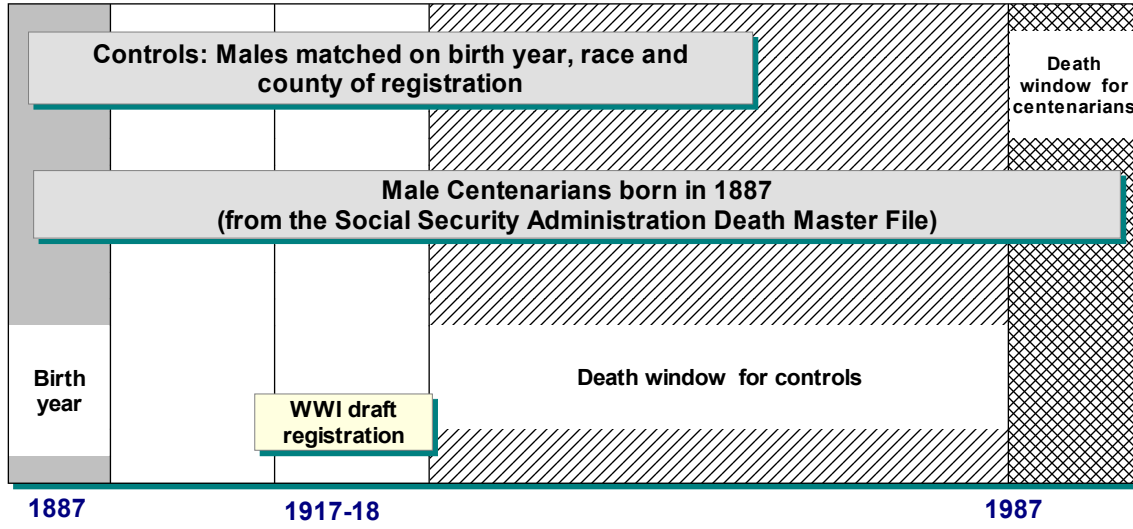 Controls: Males matched on birth year, race and
county of registration
Death
window for
centenarians
Male Centenarians born in 1887
(from the Social Security Administration Death Master File)
Birth
year
Death window for controls
WWI draft
registration
1887
1917-18
1987